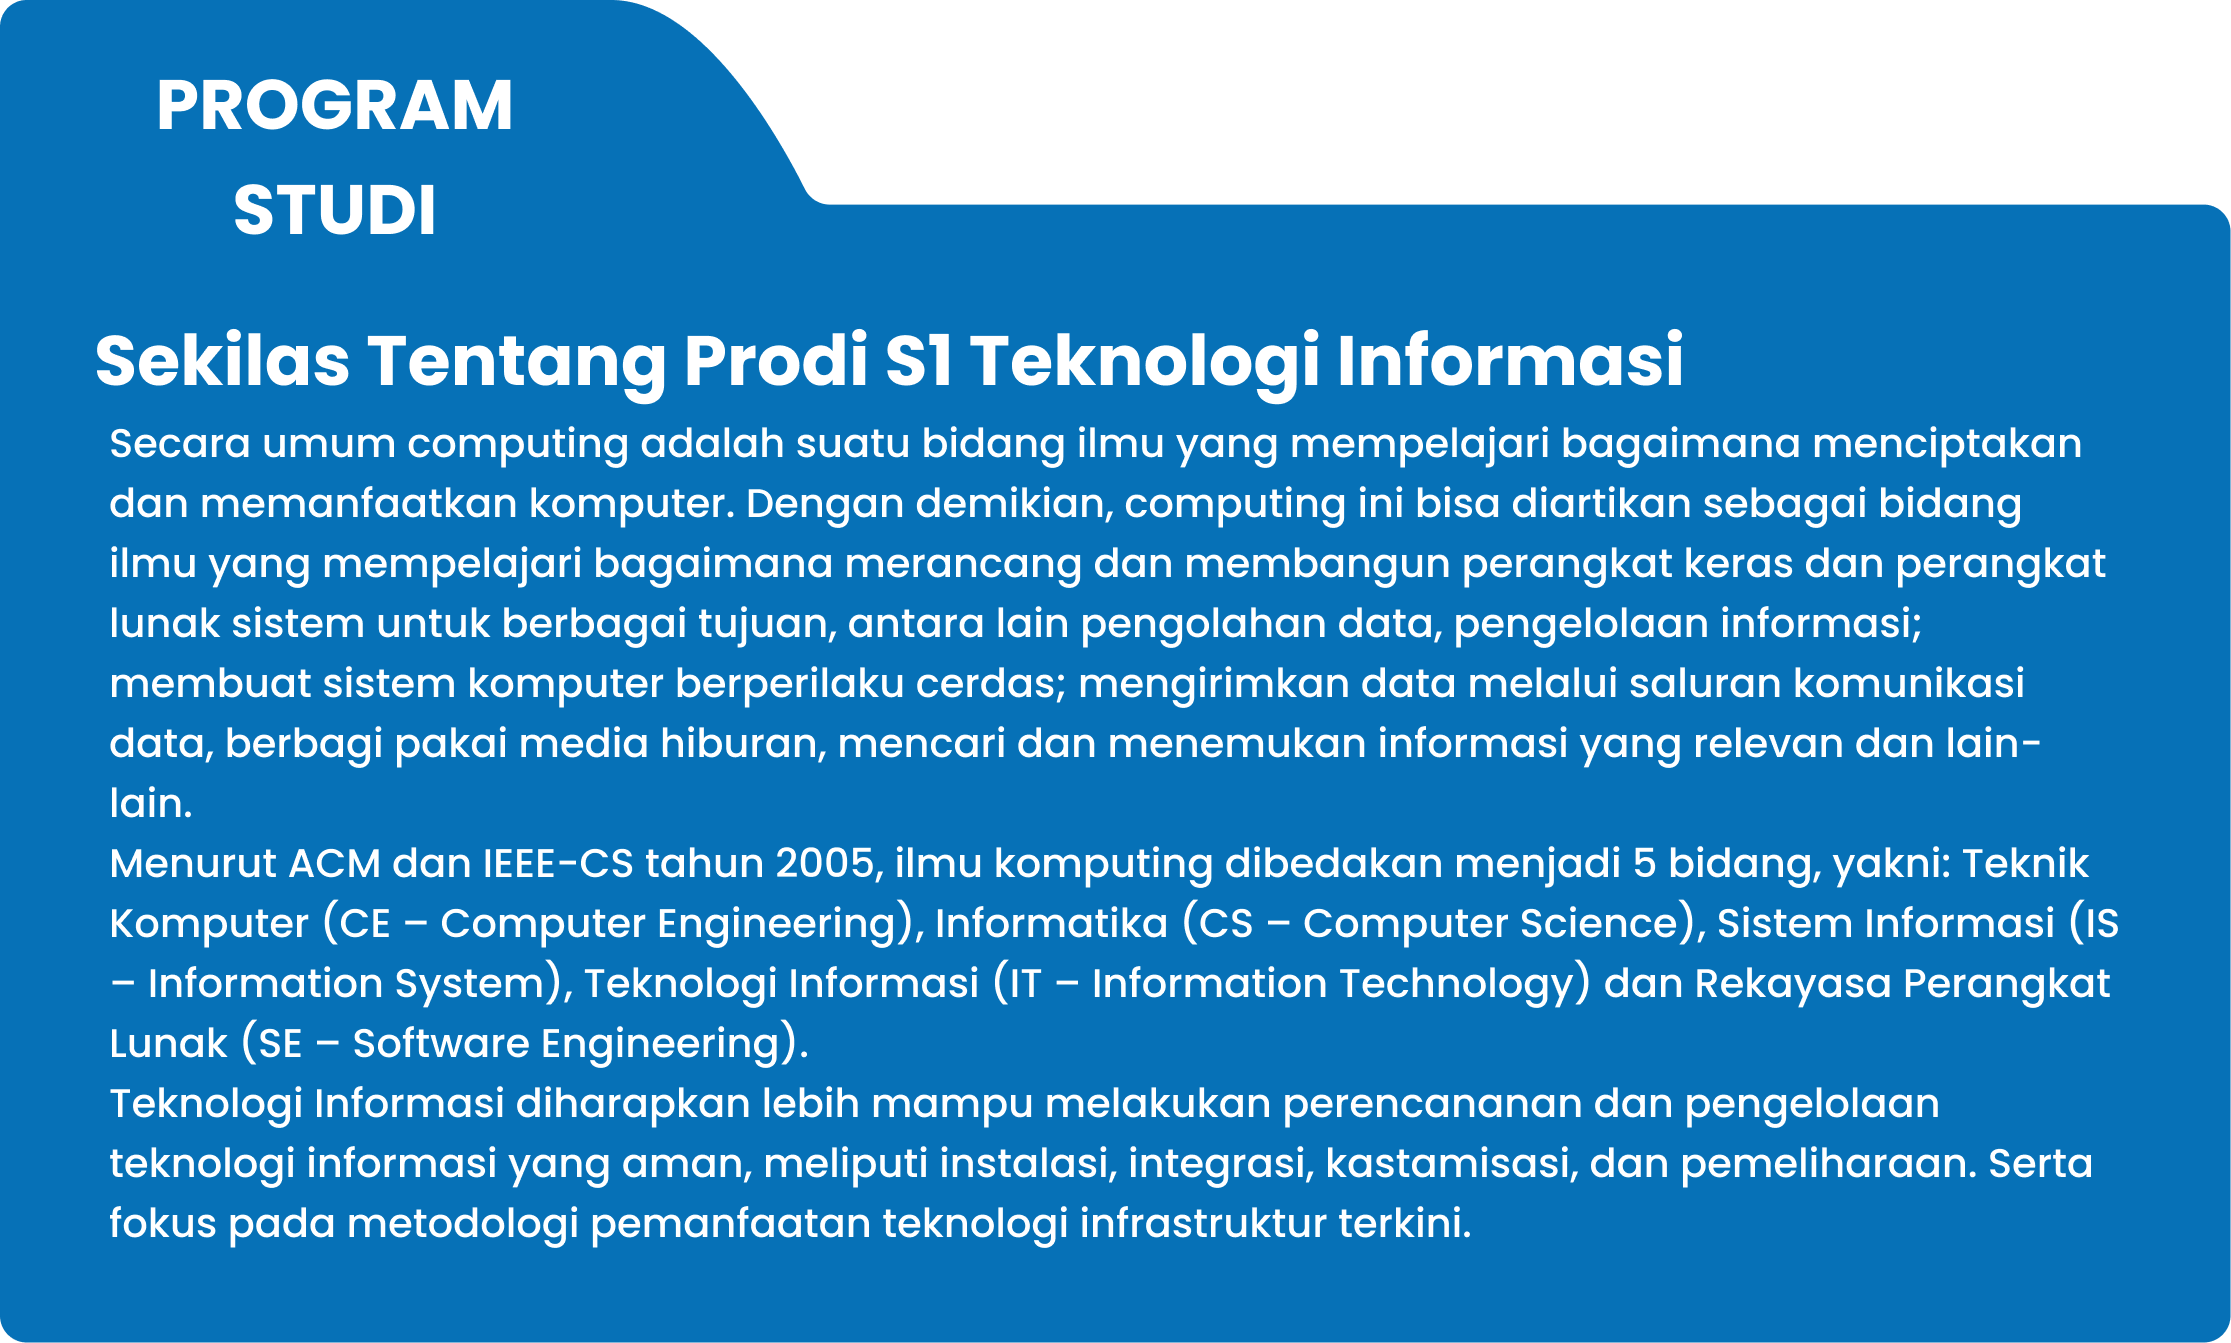 PROGRAM
STUDI
Sekilas Tentang Prodi S1 Teknologi Informasi
Secara umum computing adalah suatu bidang ilmu yang mempelajari bagaimana menciptakan
dan memanfaatkan komputer. Dengan demikian, computing ini bisa diartikan sebagai bidang
ilmu yang mempelajari bagaimana merancang dan membangun perangkat keras dan perangkat
lunak sistem untuk berbagai tujuan, antara lain pengolahan data, pengelolaan informasi;
membuat sistem komputer berperilaku cerdas; mengirimkan data melalui saluran komunikasi
data, berbagi pakai media hiburan, mencari dan menemukan informasi yang relevan dan lain-
lain.
Menurut ACM dan IEEE-CS tahun 2005, ilmu komputing dibedakan menjadi 5 bidang, yakni: Teknik
Komputer (CE – Computer Engineering), Informatika (CS – Computer Science), Sistem Informasi (IS
– Information System), Teknologi Informasi (IT – Information Technology) dan Rekayasa Perangkat
Lunak (SE – Software Engineering).
Teknologi Informasi diharapkan lebih mampu melakukan perencananan dan pengelolaan
teknologi informasi yang aman, meliputi instalasi, integrasi, kastamisasi, dan pemeliharaan. Serta
fokus pada metodologi pemanfaatan teknologi infrastruktur terkini.